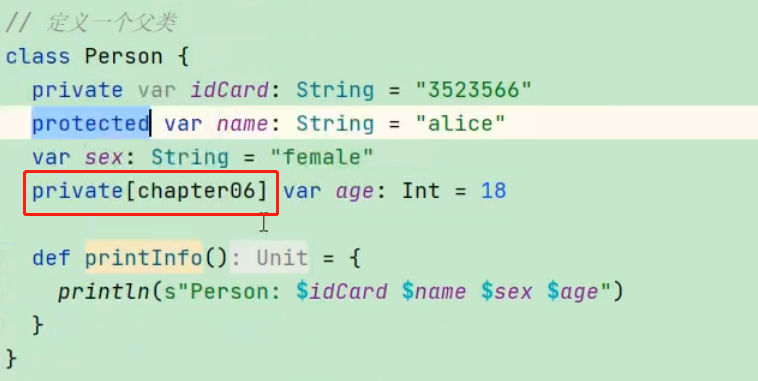 // 定义一个父类
class Person {
private var idCard: String = "3523566"
protected var name: String = "alice"
var sex: String = "female"
private[chapter06] var age: Int = 18
def printInfo(): Unit = {
println(s"Person: $idCard $name $sex $age")
}
}